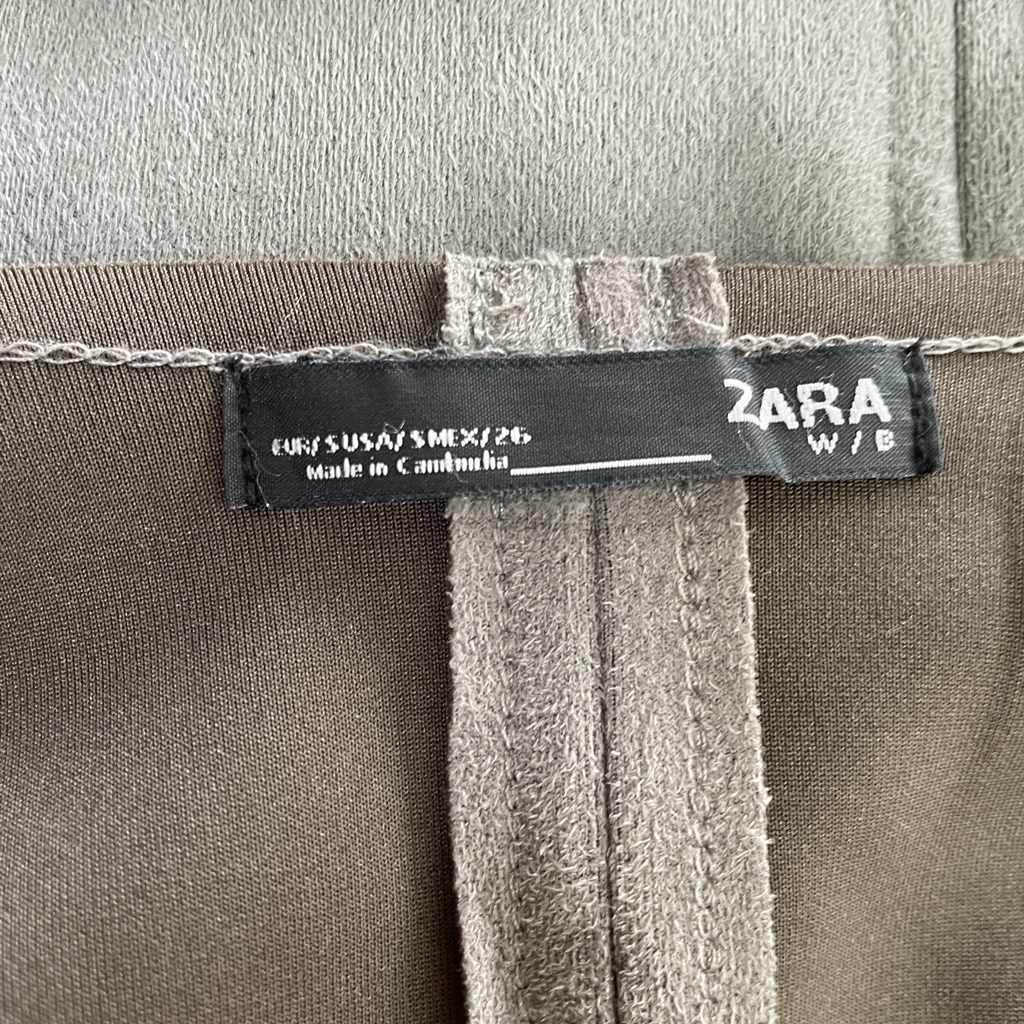 ZARA
W/B
EUR/S USA/S MEX/26
Made in Cambodia